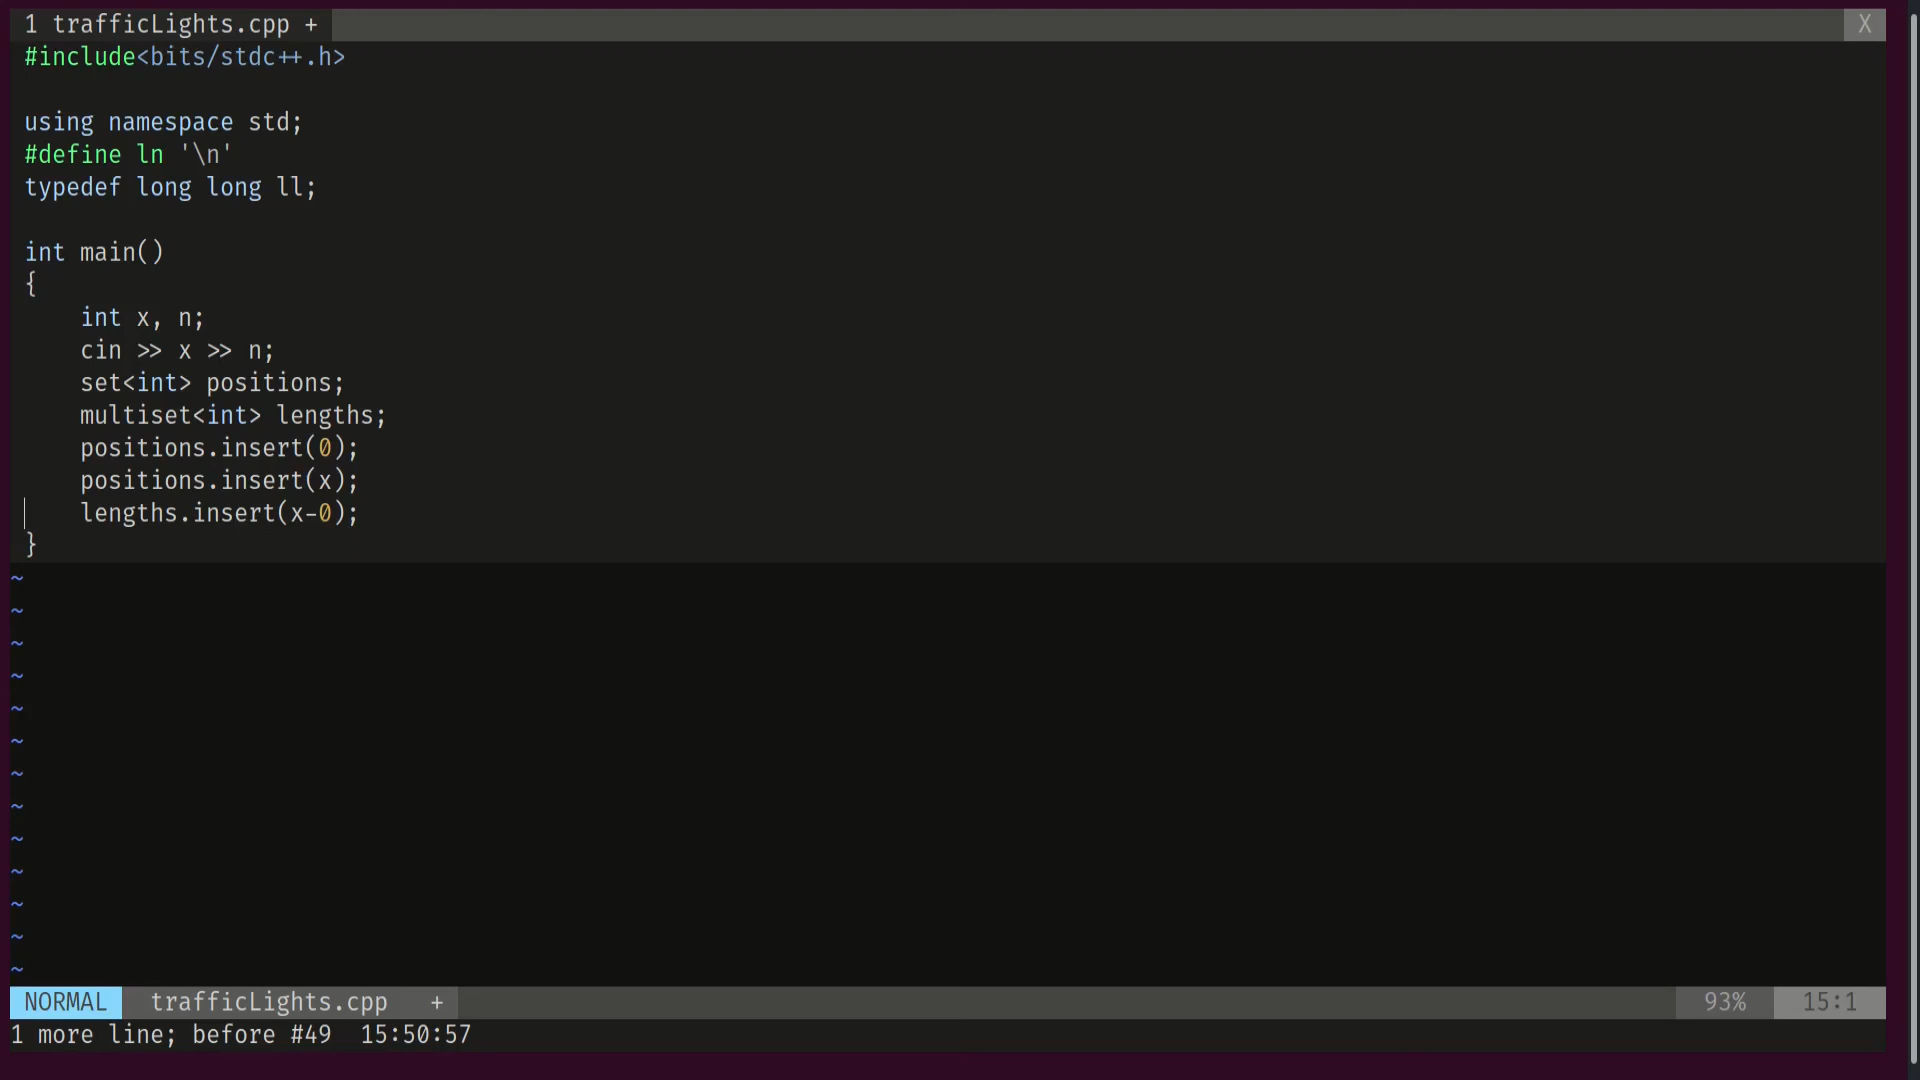 1 trafficLights.cpp + X
#include<bits/stdc++.h>
using namespace std;
#define ln '\n'
typedef long long ll;
int main()
{
    int x, n;
    cin >> x >> n;
    set<int> positions;
    multiset<int> lengths;
    positions.insert(0);
    positions.insert(x);
    lengths.insert(x-0);
}
~
~
~
~
~
~
~
~
~
~
~
~
~
NORMAL trafficLights.cpp + 93% 15:1
1 more line; before #49  15:50:57